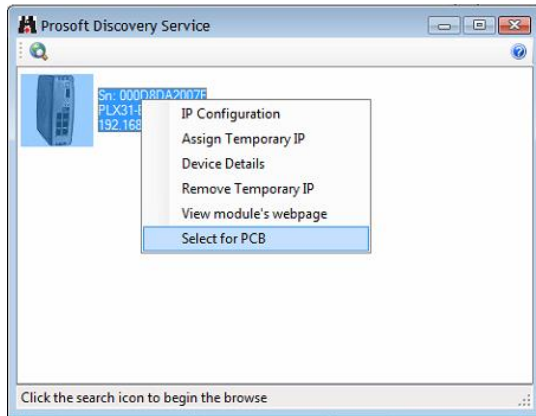 Prosoft Discovery Service
Sn: 000D8DA2007F
PLX31-
192.168
IP Configuration
Assign Temporary IP
Device Details
Remove Temporary IP
View module's webpage
Select for PCB
Click the search icon to begin the browse